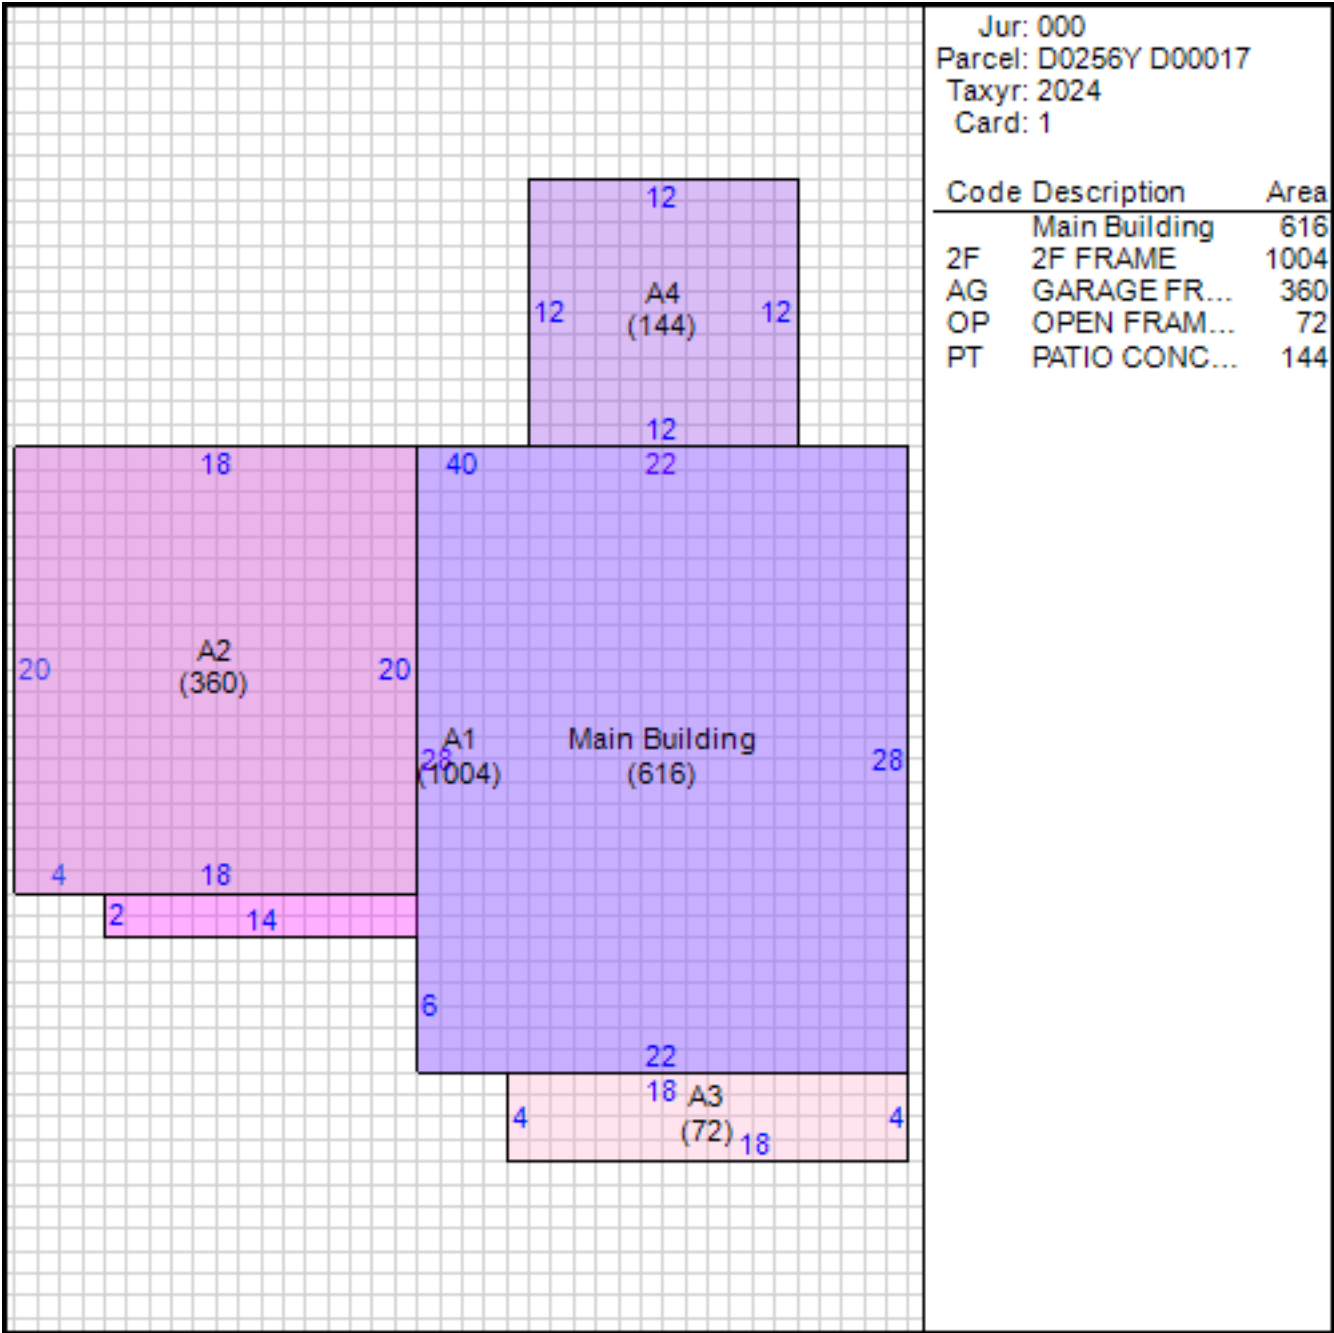 Jur: 000
Parcel: D0256Y D00017
Taxyr: 2024
Card: 1
Code Description Area
Main Building 616
2F 2F FRAME 1004
AG GARAGE FR... 360
OP OPEN FRAM... 72
PT PATIO CONC... 144
12
A4
12 (144) 12
12
18 40 22
A2
20 (360) 20
A1 Main Building
28 28
(1004) (616)
4 18
2 14
6
22
18 A3
4 (72) 4
18